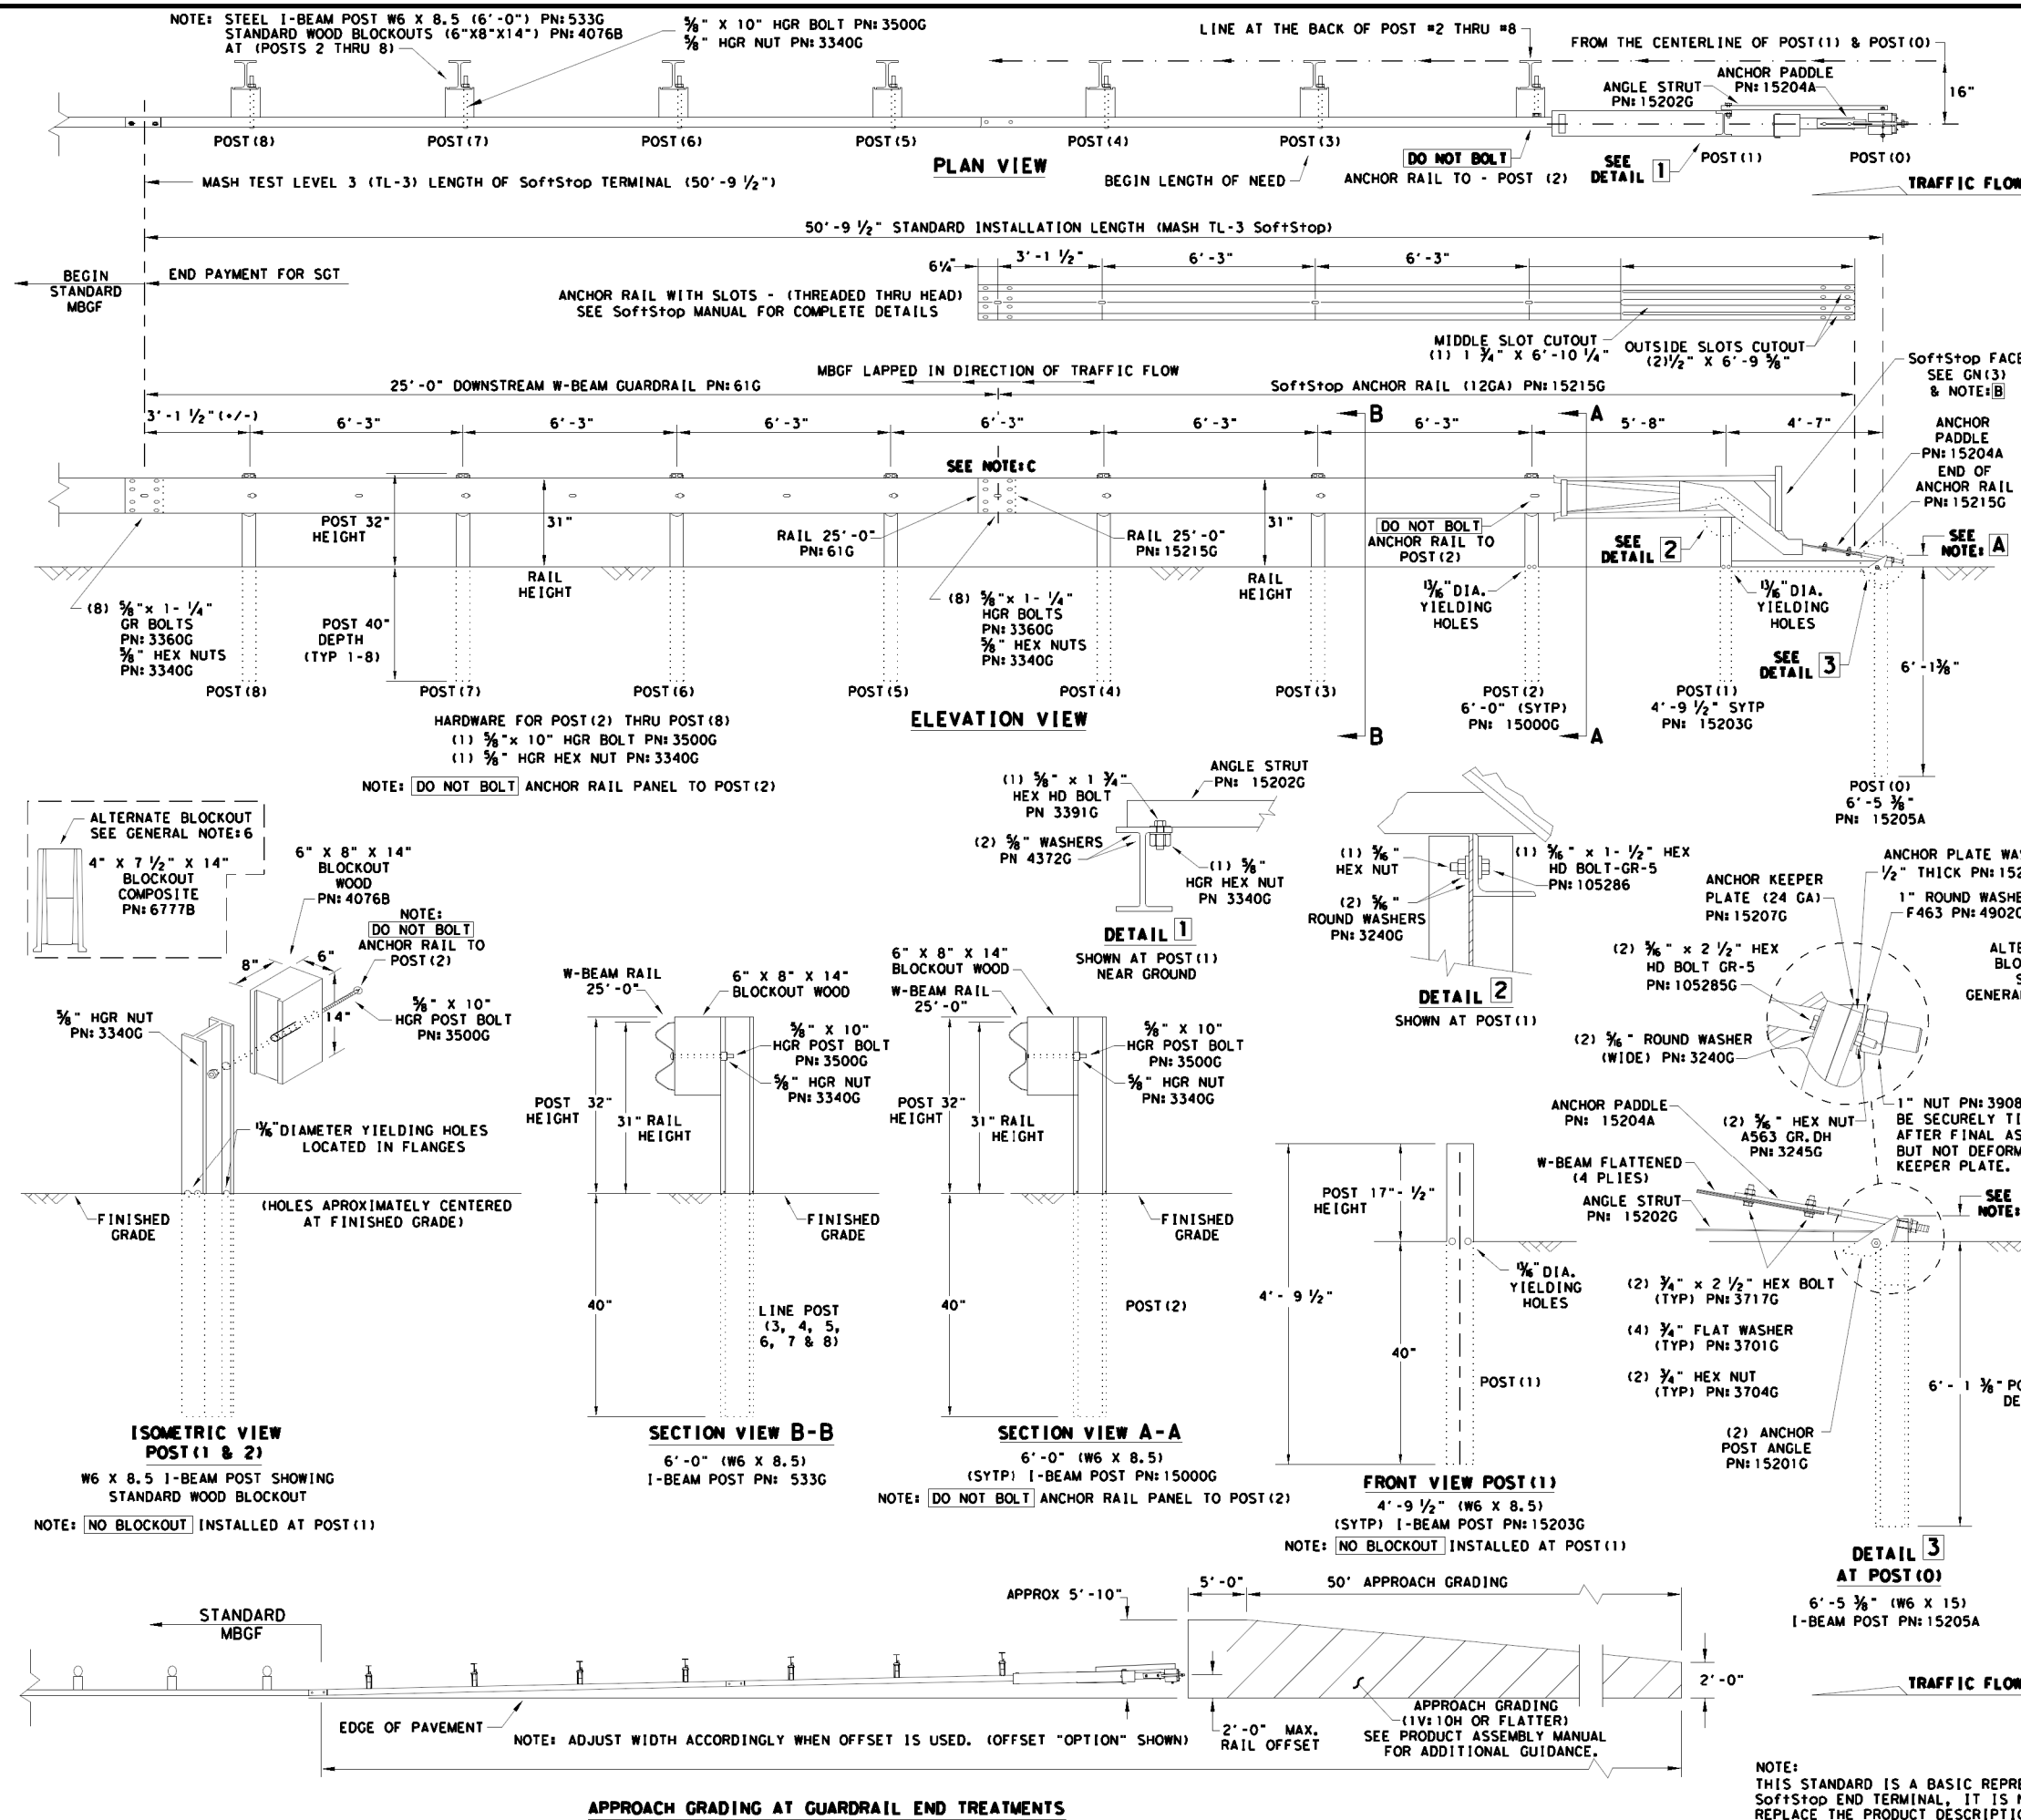 NOTE: STEEL I-BEAM POST W6 X 8.5 (6'-0") PN:533G
STANDARD WOOD BLOCKOUTS (6"X8"X14") PN:4076B
AT (POSTS 2 THRU 8)
5/8" X 10" HGR BOLT PN:3500G
5/8" HGR NUT PN:3340G
LINE AT THE BACK OF POST #2 THRU #8
FROM THE CENTERLINE OF POST(1) & POST(0)
ANGLE STRUT
PN:15202G
ANCHOR PADDLE
PN:15204A
16"
POST(8)
POST(7)
POST(6)
POST(5)
POST(4)
POST(3)
POST(1)
POST(0)
PLAN VIEW
DO NOT BOLT
ANCHOR RAIL TO - POST (2)
SEE
DETAIL 1
BEGIN LENGTH OF NEED
MASH TEST LEVEL 3 (TL-3) LENGTH OF SoftStop TERMINAL (50'-9 1/2")
TRAFFIC FLOW
50'-9 1/2" STANDARD INSTALLATION LENGTH (MASH TL-3 SoftStop)
BEGIN
STANDARD
MBGF
END PAYMENT FOR SGT
6 1/4"
3'-1 1/2"
6'-3"
6'-3"
ANCHOR RAIL WITH SLOTS - (THREADED THRU HEAD)
SEE SoftStop MANUAL FOR COMPLETE DETAILS
MIDDLE SLOT CUTOUT
(1) 1 3/4" X 6'-10 1/4"
OUTSIDE SLOTS CUTOUT
(2)1/2" X 6'-9 5/8"
MBGF LAPPED IN DIRECTION OF TRAFFIC FLOW
25'-0" DOWNSTREAM W-BEAM GUARDRAIL PN:61G
SoftStop ANCHOR RAIL (12GA) PN:15215G
SoftStop FACE
SEE GN(3)
& NOTE:B
3'-1 1/2"(+/-)
6'-3"
6'-3"
6'-3"
6'-3"
6'-3"
6'-3"
5'-8"
4'-7"
B
A
ANCHOR
PADDLE
PN:15204A
END OF
ANCHOR RAIL
PN:15215G
SEE NOTE:C
POST 32"
HEIGHT
31"
RAIL
HEIGHT
RAIL 25'-0"
PN:61G
RAIL 25'-0"
PN:15215G
31"
RAIL
HEIGHT
DO NOT BOLT
ANCHOR RAIL TO
POST(2)
SEE
DETAIL 2
SEE
NOTE: A
(8) 5/8"x 1- 1/4"
GR BOLTS
PN:3360G
5/8" HEX NUTS
PN:3340G
POST 40"
DEPTH
(TYP 1-8)
(8) 5/8"x 1- 1/4"
HGR BOLTS
PN:3360G
5/8" HEX NUTS
PN:3340G
13/16" DIA.
YIELDING
HOLES
13/16" DIA.
YIELDING
HOLES
SEE
DETAIL 3
6'-1 3/8"
POST(8)
POST(7)
POST(6)
POST(5)
POST(4)
POST(3)
POST(2)
6'-0" (SYTP)
PN: 15000G
POST(1)
4'-9 1/2" SYTP
PN: 15203G
HARDWARE FOR POST(2) THRU POST(8)
(1) 5/8"x 10" HGR BOLT PN:3500G
(1) 5/8" HGR HEX NUT PN:3340G
ELEVATION VIEW
B
A
NOTE: DO NOT BOLT ANCHOR RAIL PANEL TO POST(2)
POST(0)
6'-5 3/8"
PN: 15205A
ALTERNATE BLOCKOUT
SEE GENERAL NOTE:6
4" X 7 1/2" X 14"
BLOCKOUT
COMPOSITE
PN:6777B
6" X 8" X 14"
BLOCKOUT
WOOD
PN:4076B
NOTE:
DO NOT BOLT
ANCHOR RAIL TO
POST(2)
8"
6"
14"
5/8" X 10"
HGR POST BOLT
PN:3500G
5/8" HGR NUT
PN:3340G
13/16"DIAMETER YIELDING HOLES
LOCATED IN FLANGES
(HOLES APROXIMATELY CENTERED
AT FINISHED GRADE)
FINISHED
GRADE
ISOMETRIC VIEW
POST(1 & 2)
W6 X 8.5 I-BEAM POST SHOWING
STANDARD WOOD BLOCKOUT
NOTE: NO BLOCKOUT INSTALLED AT POST(1)
(1) 5/8" x 1 3/4"
HEX HD BOLT
PN 3391G
ANGLE STRUT
PN: 15202G
(2) 5/8" WASHERS
PN 4372G
(1) 5/8"
HGR HEX NUT
PN 3340G
DETAIL 1
SHOWN AT POST(1)
NEAR GROUND
(1) 5/16"
HEX NUT
(1) 5/16" x 1- 1/2" HEX
HD BOLT-GR-5
PN:105286
(2) 5/16"
ROUND WASHERS
PN:3240G
DETAIL 2
SHOWN AT POST(1)
W-BEAM RAIL
25'-0"
6" X 8" X 14"
BLOCKOUT WOOD
5/8" X 10"
HGR POST BOLT
PN:3500G
5/8" HGR NUT
PN:3340G
POST 32"
HEIGHT
31" RAIL
HEIGHT
FINISHED
GRADE
40"
LINE POST
(3, 4, 5,
6, 7 & 8)
SECTION VIEW B-B
6'-0" (W6 X 8.5)
I-BEAM POST PN: 533G
6" X 8" X 14"
BLOCKOUT WOOD
W-BEAM RAIL
25'-0"
5/8" X 10"
HGR POST BOLT
PN:3500G
5/8" HGR NUT
PN:3340G
POST 32"
HEIGHT
31" RAIL
HEIGHT
FINISHED
GRADE
40"
POST(2)
SECTION VIEW A-A
6'-0" (W6 X 8.5)
(SYTP) I-BEAM POST PN:15000G
NOTE: DO NOT BOLT ANCHOR RAIL PANEL TO POST(2)
POST 17"- 1/2"
HEIGHT
4'- 9 1/2"
13/16" DIA.
YIELDING
HOLES
40"
POST(1)
FRONT VIEW POST(1)
4'-9 1/2" (W6 X 8.5)
(SYTP) I-BEAM POST PN:15203G
NOTE: NO BLOCKOUT INSTALLED AT POST(1)
ANCHOR PLATE
1/2" THICK
ANCHOR KEEPER
PLATE (24 GA)
PN:15207G
1" ROUND
F463 PN:4902G
(2) 5/16" x 2 1/2" HEX
HD BOLT GR-5
PN:105285G
(2) 5/16" ROUND WASHER
(WIDE) PN:3240G
ANCHOR PADDLE
PN: 15204A
(2) 5/16" HEX NUT
A563 GR.DH
PN:3245G
1" NUT
BE SECURELY
AFTER FINAL
BUT NOT
KEEPER PLATE.
W-BEAM FLATTENED
(4 PLIES)
ANGLE STRUT
PN: 15202G
SEE
NOTE:
(2) 3/4" x 2 1/2" HEX BOLT
(TYP) PN:3717G
(4) 3/4" FLAT WASHER
(TYP) PN:3701G
(2) 3/4" HEX NUT
(TYP) PN:3704G
6'- 1 3/8"
(2) ANCHOR
POST ANGLE
PN:15201G
DETAIL 3
AT POST(0)
6'-5 3/8" (W6 X 15)
I-BEAM POST PN:15205A
STANDARD
MBGF
APPROX 5'-10"
5'-0"
50' APPROACH GRADING
2'-0"
TRAFFIC FLOW
EDGE OF PAVEMENT
NOTE: ADJUST WIDTH ACCORDINGLY WHEN OFFSET IS USED. (OFFSET "OPTION" SHOWN)
2'-0" MAX.
RAIL OFFSET
APPROACH GRADING
(1V:10H OR FLATTER)
SEE PRODUCT ASSEMBLY MANUAL
FOR ADDITIONAL GUIDANCE.
APPROACH GRADING AT GUARDRAIL END TREATMENTS
NOTE:
THIS STANDARD IS A BASIC
SoftStop END TERMINAL, IT IS
REPLACE THE PRODUCT